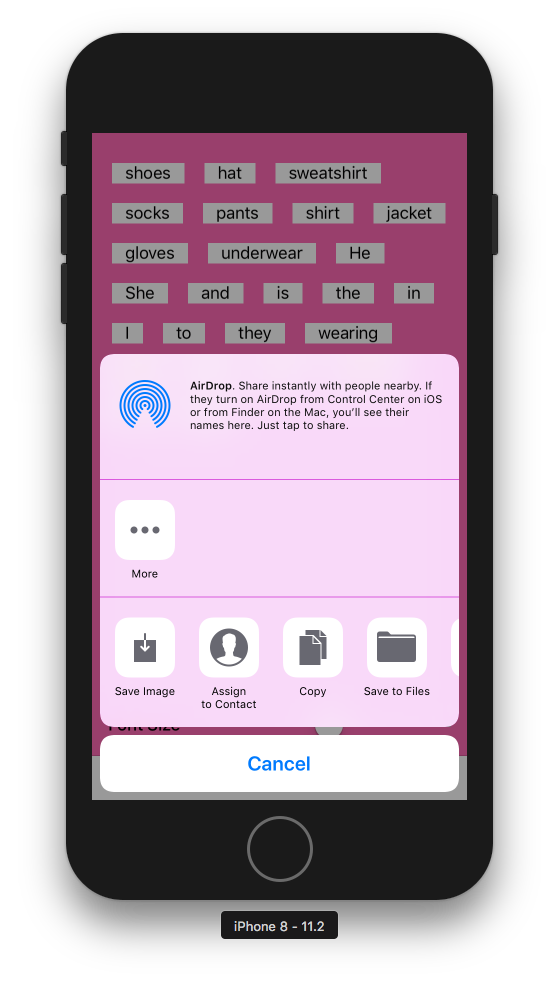 shoes hat sweatshirt
socks pants shirt jacket
gloves underwear He
She and is the in
I to they wearing
AirDrop. Share instantly with people nearby. If
they turn on AirDrop from Control Center on iOS
or from Finder on the Mac, you’ll see their
names here. Just tap to share.
More
Save Image Assign
to Contact Copy Save to Files
Font Size
Cancel
iPhone 8 - 11.2